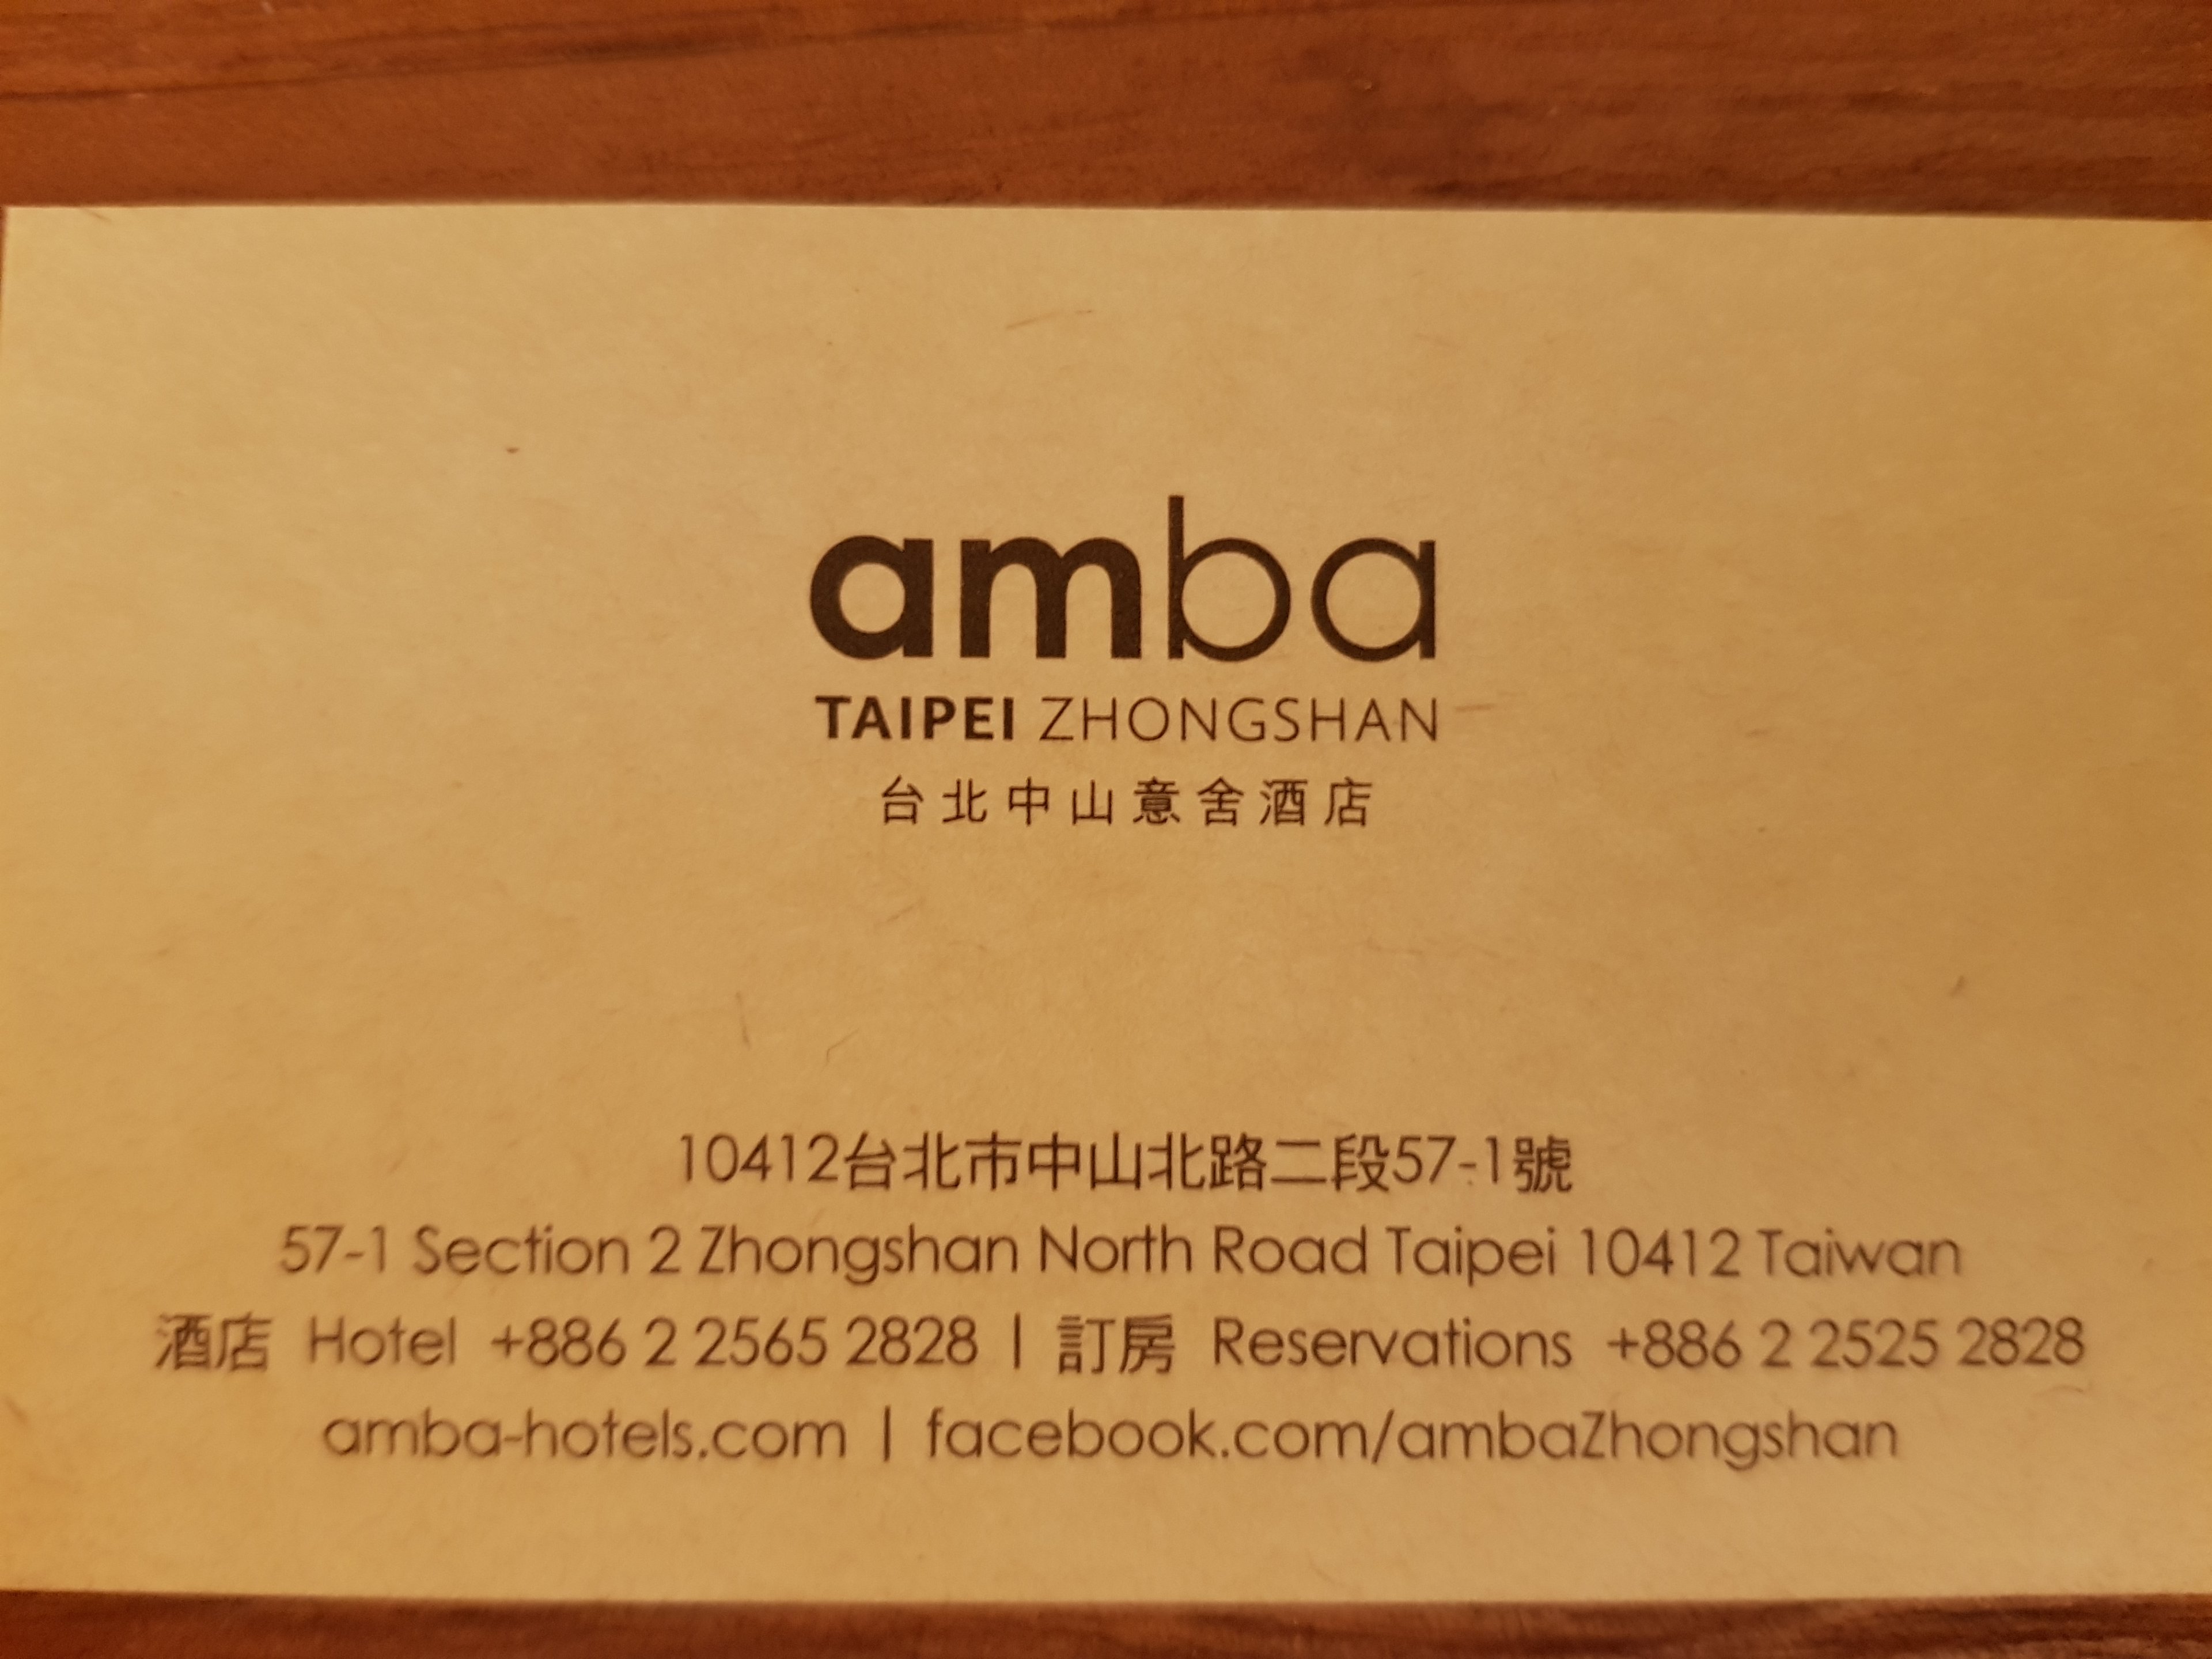 amba
TAIPEI ZHONGSHAN
台北中山意舍酒店
10412台北市中山北路二段57-1號
57-1 Section 2 Zhongshan North Road Taipei 10412 Taiwan
酒店 Hotel +886 2 2565 2828 | 訂房 Reservations +886 2 2525 2828
amba-hotels.com | facebook.com/ambaZhongshan